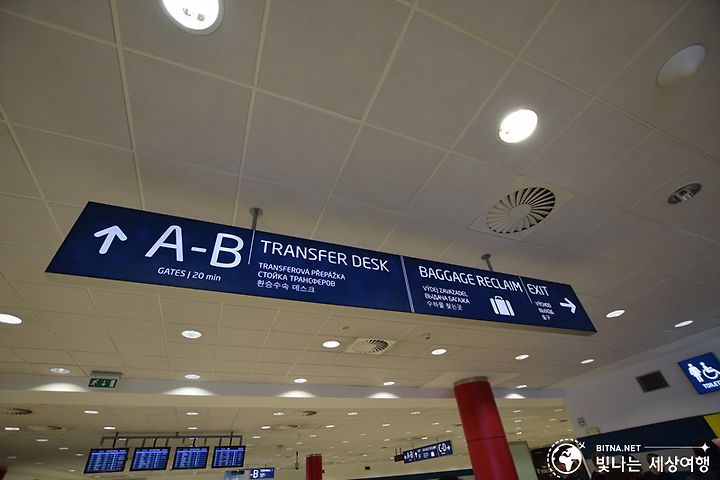 A-B
GATES | 20 min
TRANSFER DESK
TRANSFEROVÁ PŘEPÁŽKA
СТОЙКА ТРАНСФЕРОВ
환승수속 데스크
BAGGAGE RECLAIM
VÝDEJ ZAVAZADEL
ВЫДАЧА БАГАЖА
수하물 찾는곳
EXIT
VÝCHOD
ВЫХОД
출구
TOILET
A-B
C-D
BITNA.NET
빛나는 세상여행